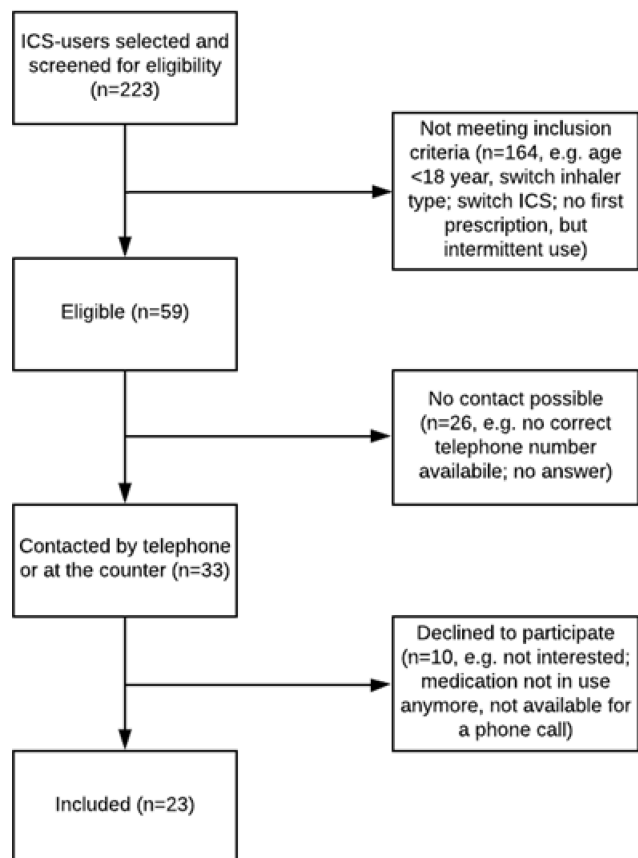 ICS-users selected and
screened for eligibility
(n=223)
Not meeting inclusion
criteria (n=164, e.g. age
<18 year, switch inhaler
type; switch ICS; no first
prescription, but
intermittent use)
Eligible (n=59)
No contact possible
(n=26, e.g. no correct
telephone number
availabile; no answer)
Contacted by telephone
or at the counter (n=33)
Declined to participate
(n=10, e.g. not interested;
medication not in use
anymore, not available for
a phone call)
Included (n=23)